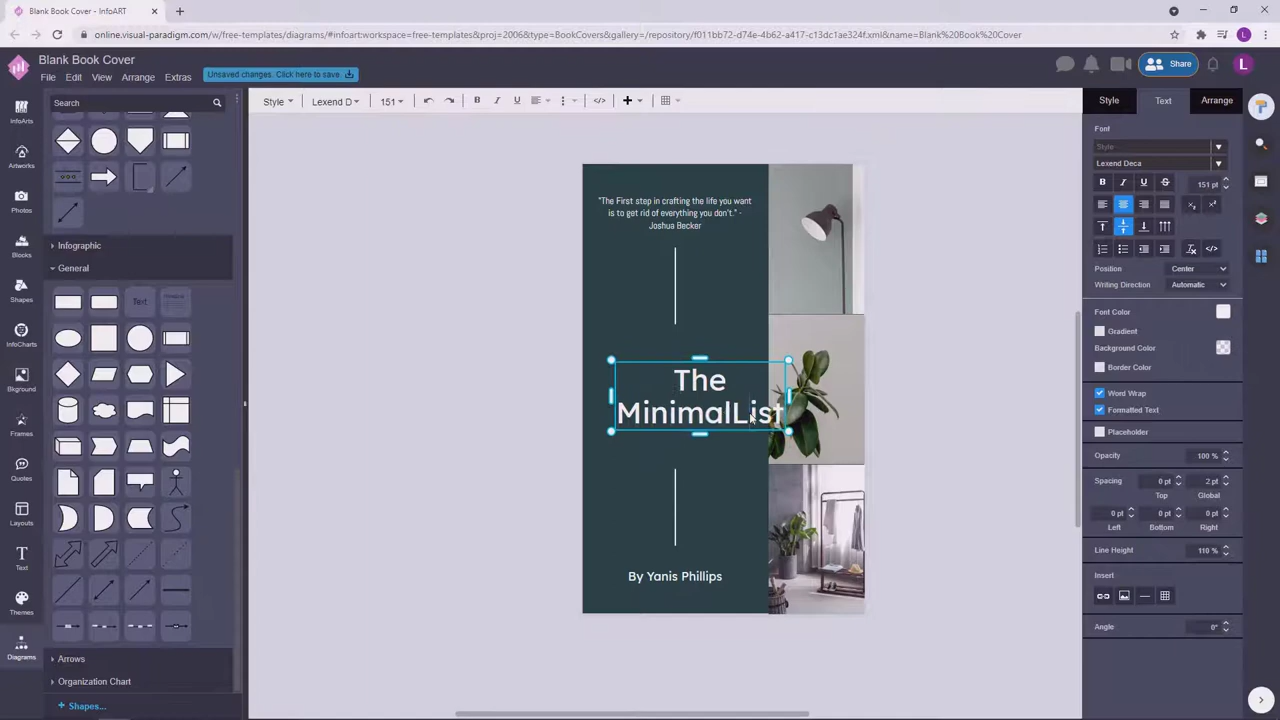 Blank Book Cover - InfoART
online.visual-paradigm.com/w/free-templates/diagrams/#infoart:workspace=free-templates&proj=2006&type=BookCovers&gallery=/repository/f011bb72-d74e-4b62-a417-c13dc1ae324f.xml&name=Blank%20Book%20Cover
L
Blank Book Cover
File Edit View Arrange Extras
Unsaved changes. Click here to save.
Share
L
Search
Style Lexend D 151
B I U
Style Text Arrange
InfoArts
Artworks
Photos
Blocks
Shapes
InfoCharts
Bkground
Frames
Quotes
Layouts
Text
Themes
Diagrams
Infographic
General
Text
Arrows
Organization Chart
+ Shapes...
"The First step in crafting the life you want
is to get rid of everything you don't." -
Joshua Becker
The
MinimalList
By Yanis Phillips
Font
Style
Lexend Deca
B I U S 151 pt
Position Center
Writing Direction Automatic
Font Color
Gradient
Background Color
Border Color
Word Wrap
Formatted Text
Placeholder
Opacity 100 %
Spacing 0 pt 2 pt
Top Global
0 pt 0 pt 0 pt
Left Bottom Right
Line Height 110 %
Insert
Angle 0°